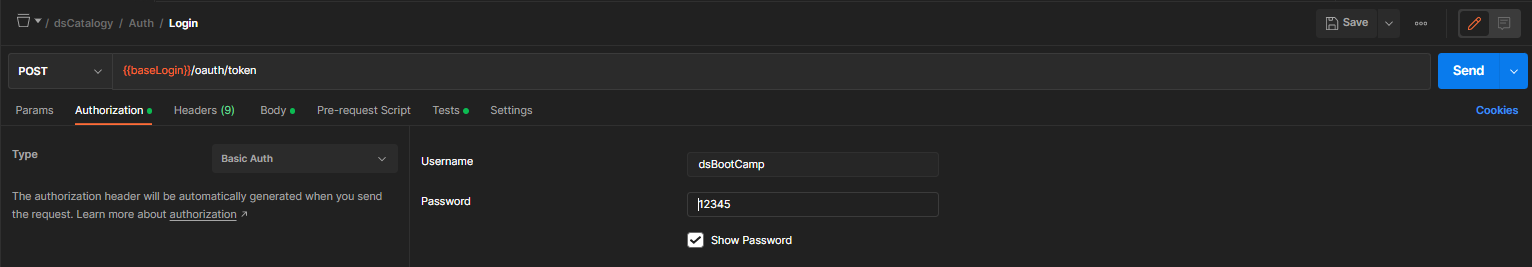 / dsCatalogy / Auth / Login
Save
POST
{{baseLogin}}/oauth/token
Send
Params Authorization Headers (9) Body Pre-request Script Tests Settings Cookies
Type
Basic Auth
The authorization header will be automatically generated when you send
the request. Learn more about authorization ↗
Username
dsBootCamp
Password
12345
Show Password